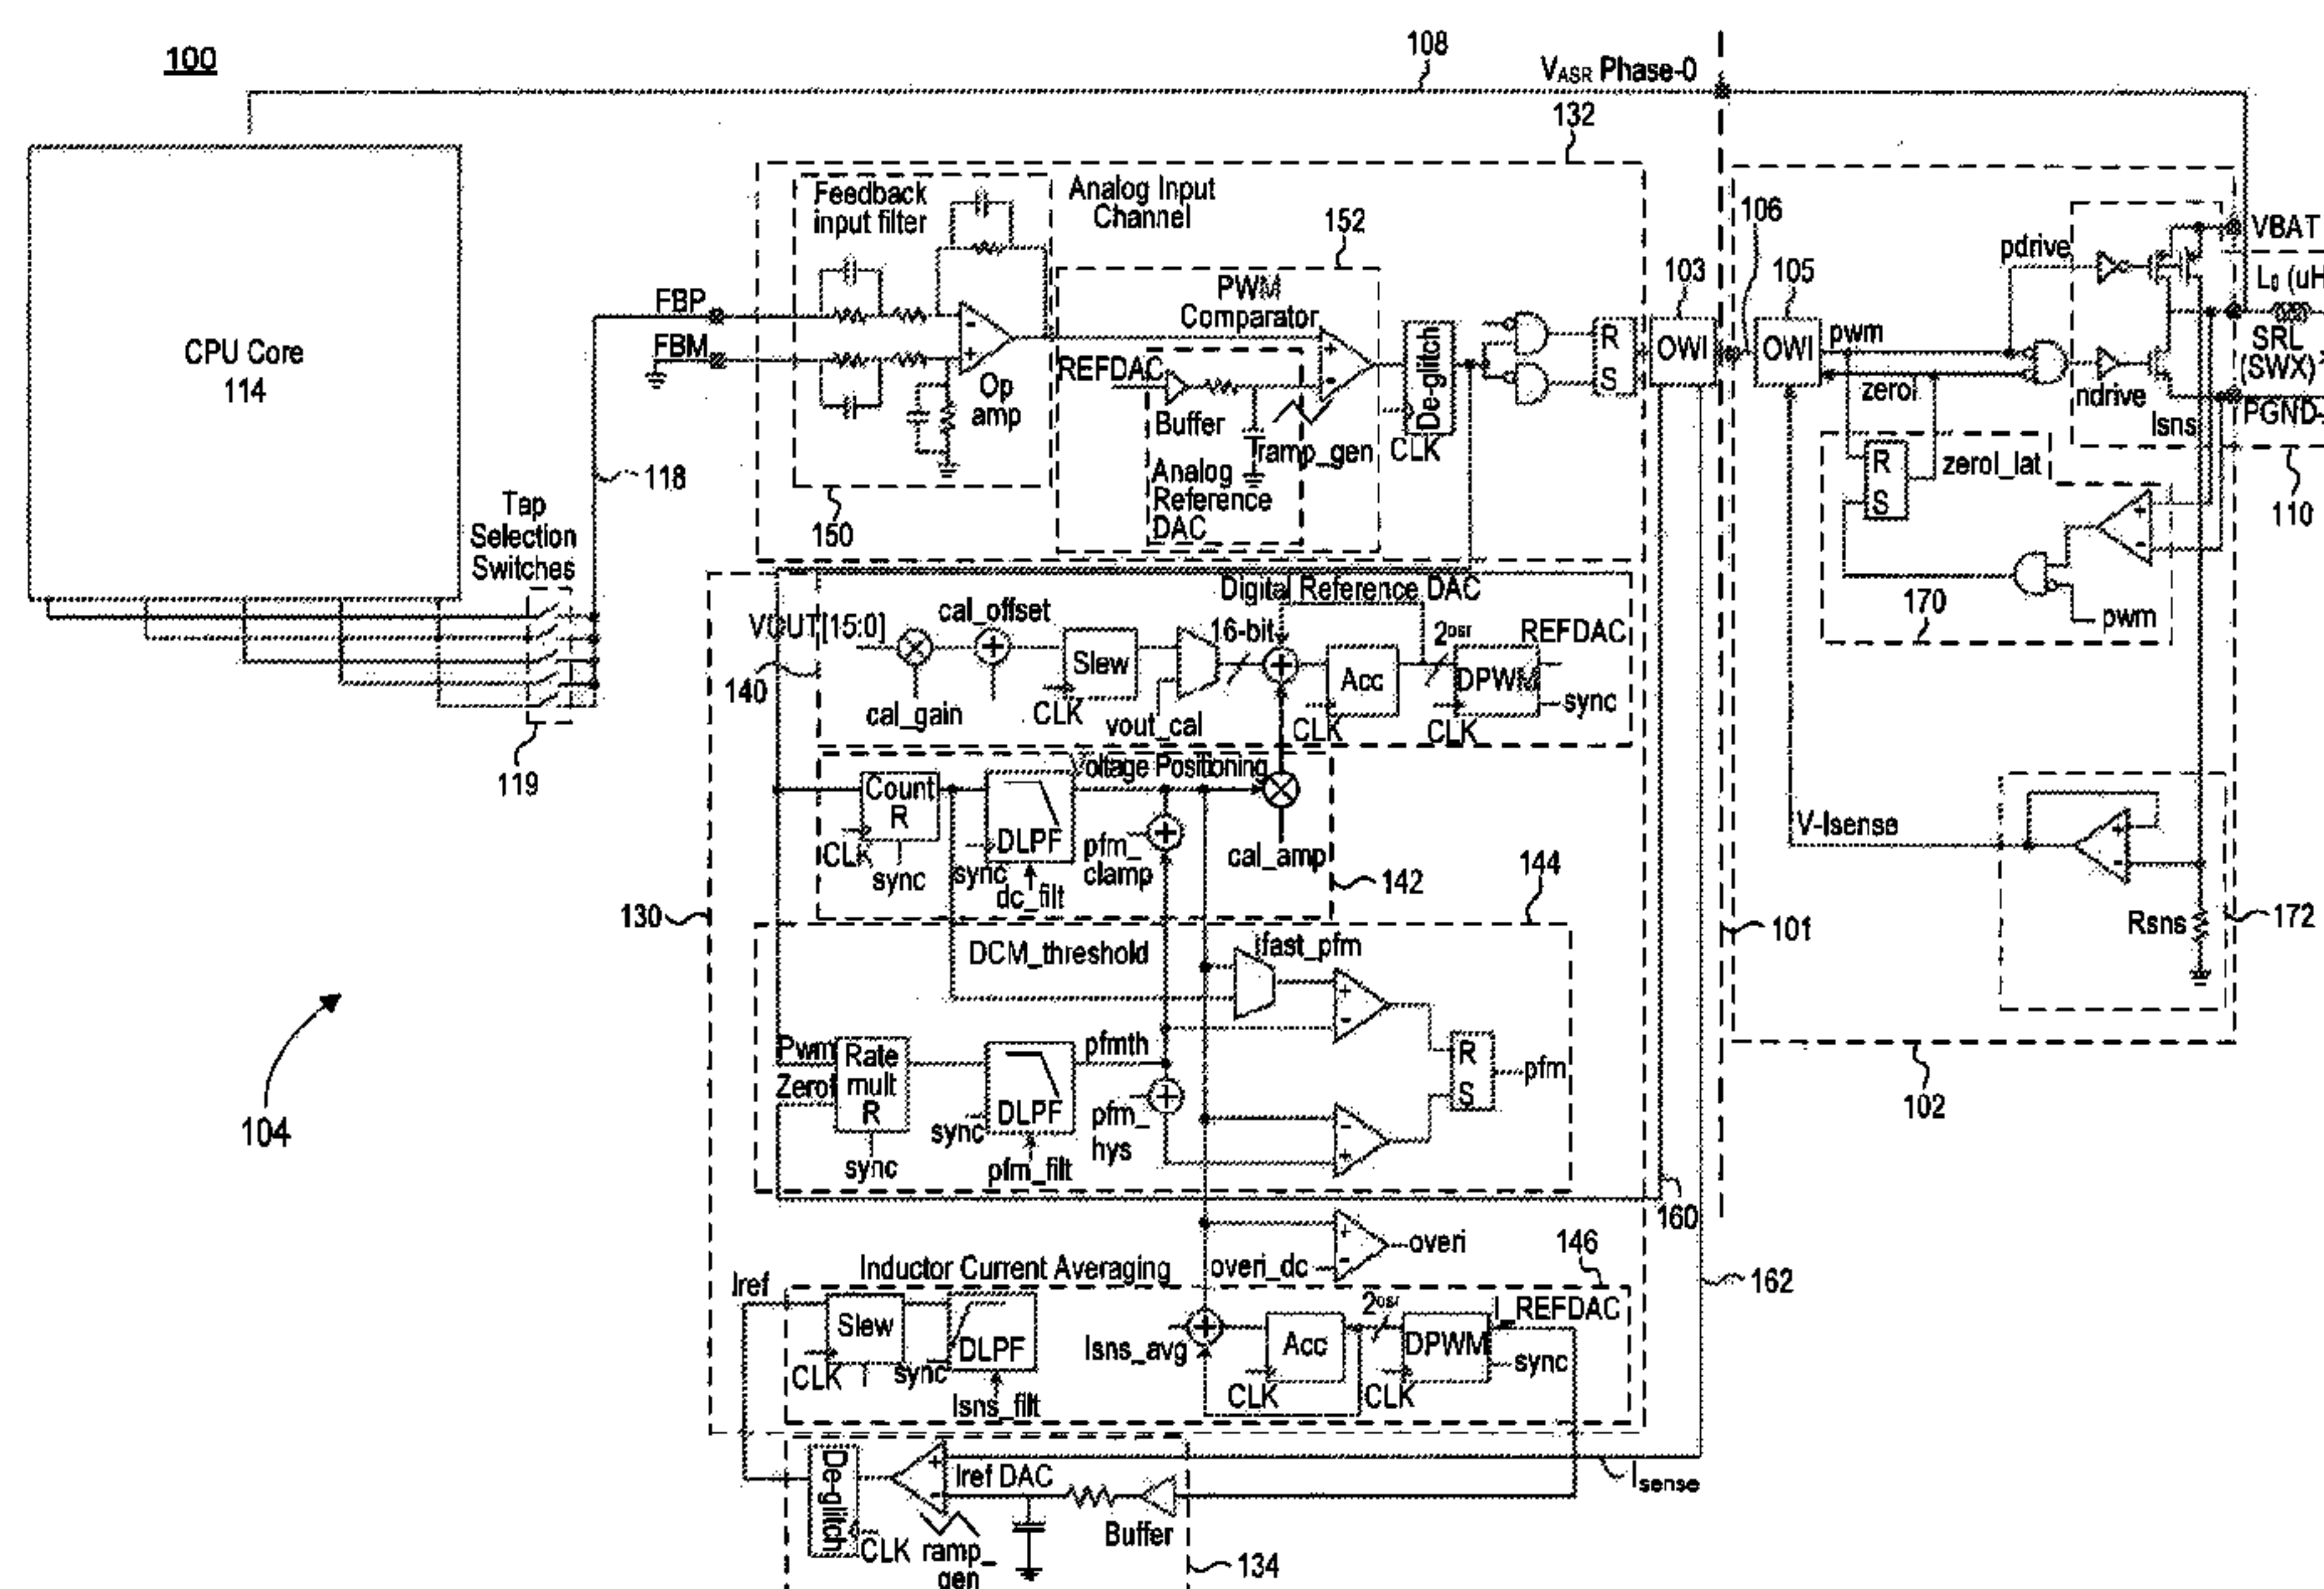 100
108
VASR Phase-0
132
Feedback
input filter
Analog Input
Channel
152
106
VBAT
pdrive
103
105
L0 (uH
FBP
PWM
Comparator
OWI
OWI
pwm
SRL
(SWX)
FBM
REFDAC
De-glitch
R
S
zeroI
ndrive
PGND
CPU Core
114
Op
amp
Buffer
ramp_gen
CLK
Isns
Analog
Reference
DAC
R
S
zeroI_lat
118
Tap
Selection
Switches
150
110
170
pwm
Digital Reference DAC
cal_offset
VOUT[15:0]
16-bit
2osr
REFDAC
140
Slew
Acc
DPWM
cal_gain
CLK
vout_cal
CLK
CLK
sync
119
Voltage Positioning
Count
R
DLPF
CLK
sync
sync
dc_filt
pfm_
clamp
cal_amp
142
144
V-Isense
130
Rsns
172
101
DCM_threshold
fast_pfm
104
Pwm
ZeroI
Rate
mult
R
DLPF
pfmth
R
S
pfm
102
sync
sync
pfm_filt
pfm_
hys
160
overi
146
Inductor Current Averaging
overi_dc
162
Iref
Slew
DLPF
Isns_avg
Acc
2osr
DPWM
I_REFDAC
CLK
sync
Isns_filt
CLK
CLK
sync
De-glitch
Iref DAC
Isense
CLK
ramp_
gen
Buffer
134